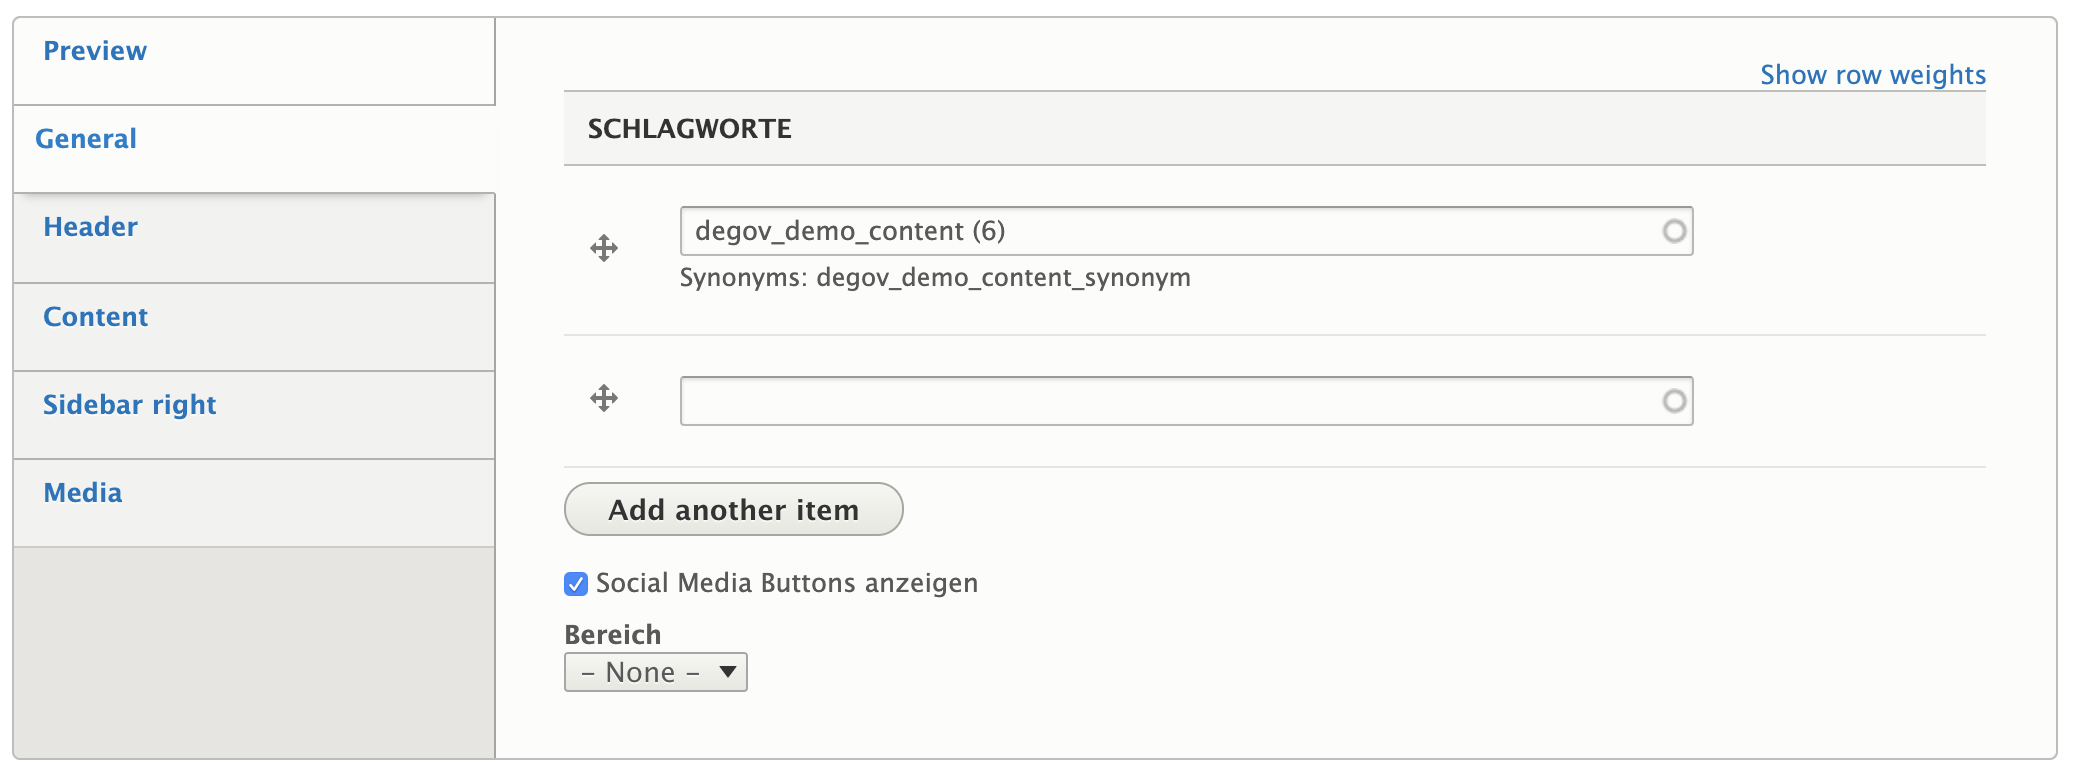 Preview
General
Header
Content
Sidebar right
Media
Show row weights
SCHLAGWORTE
degov_demo_content (6)
Synonyms: degov_demo_content_synonym
Add another item
Social Media Buttons anzeigen
Bereich
– None –